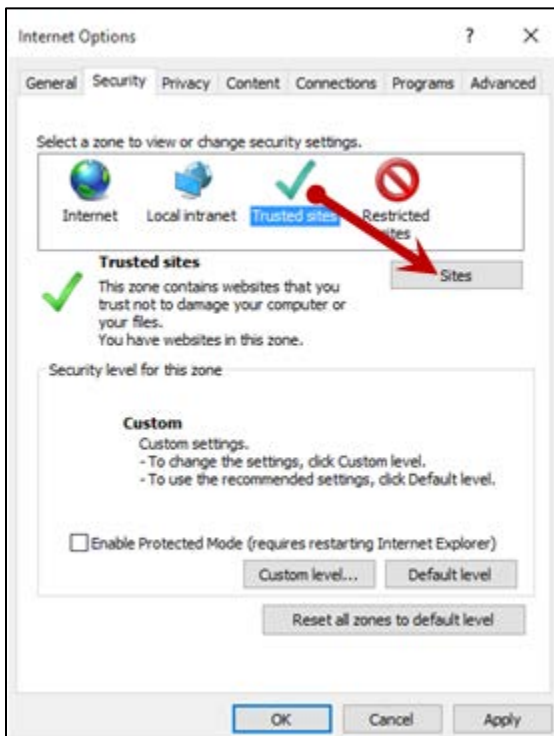 Internet Options ? ×
General Security Privacy Content Connections Programs Advanced
Select a zone to view or change security settings.
Internet Local intranet Trusted sites Restricted
sites
Trusted sites
Sites
This zone contains websites that you
trust not to damage your computer or
your files.
You have websites in this zone.
Security level for this zone
Custom
Custom settings.
- To change the settings, click Custom level.
- To use the recommended settings, click Default level.
Enable Protected Mode (requires restarting Internet Explorer)
Custom level... Default level
Reset all zones to default level
OK Cancel Apply